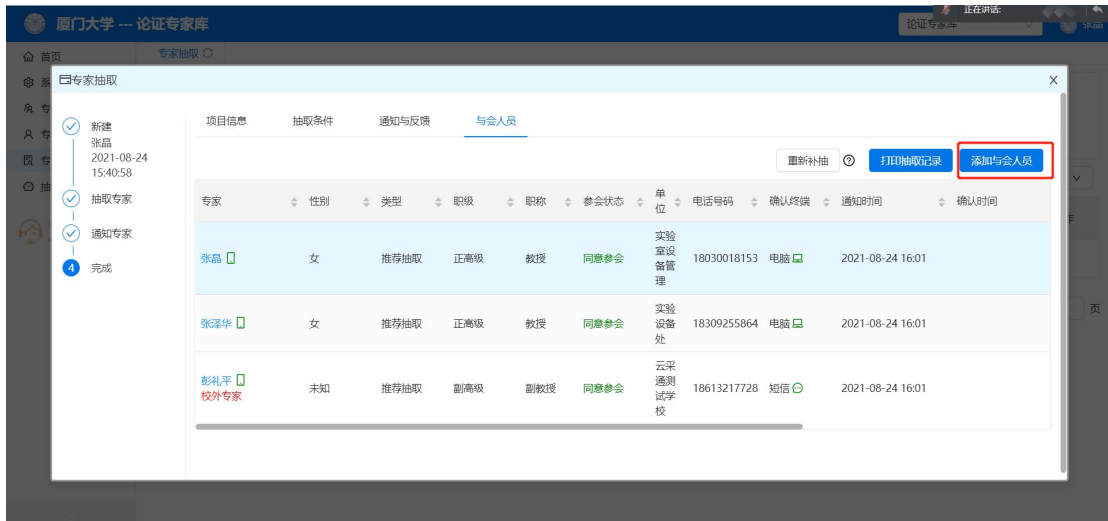 正在讲话:
厦门大学 --- 论证专家库
论证专家库
张晶
首页
专家抽取
系
专
专
专
抽
专家抽取
X
新建
张晶
2021-08-24
15:40:58
抽取专家
通知专家
4 完成
项目信息 抽取条件 通知与反馈 与会人员
重新补抽 打印抽取记录 添加与会人员
专家 性别 类型 职级 职称 参会状态 单位 电话号码 确认终端 通知时间 确认时间
张晶 女 推荐抽取 正高级 教授 同意参会 实验室设备管理 18030018153 电脑 2021-08-24 16:01
张泽华 女 推荐抽取 正高级 教授 同意参会 实验设备处 18309255864 电脑 2021-08-24 16:01
彭礼平 校外专家 未知 推荐抽取 副高级 副教授 同意参会 云采通测试学校 18613217728 短信 2021-08-24 16:01
页